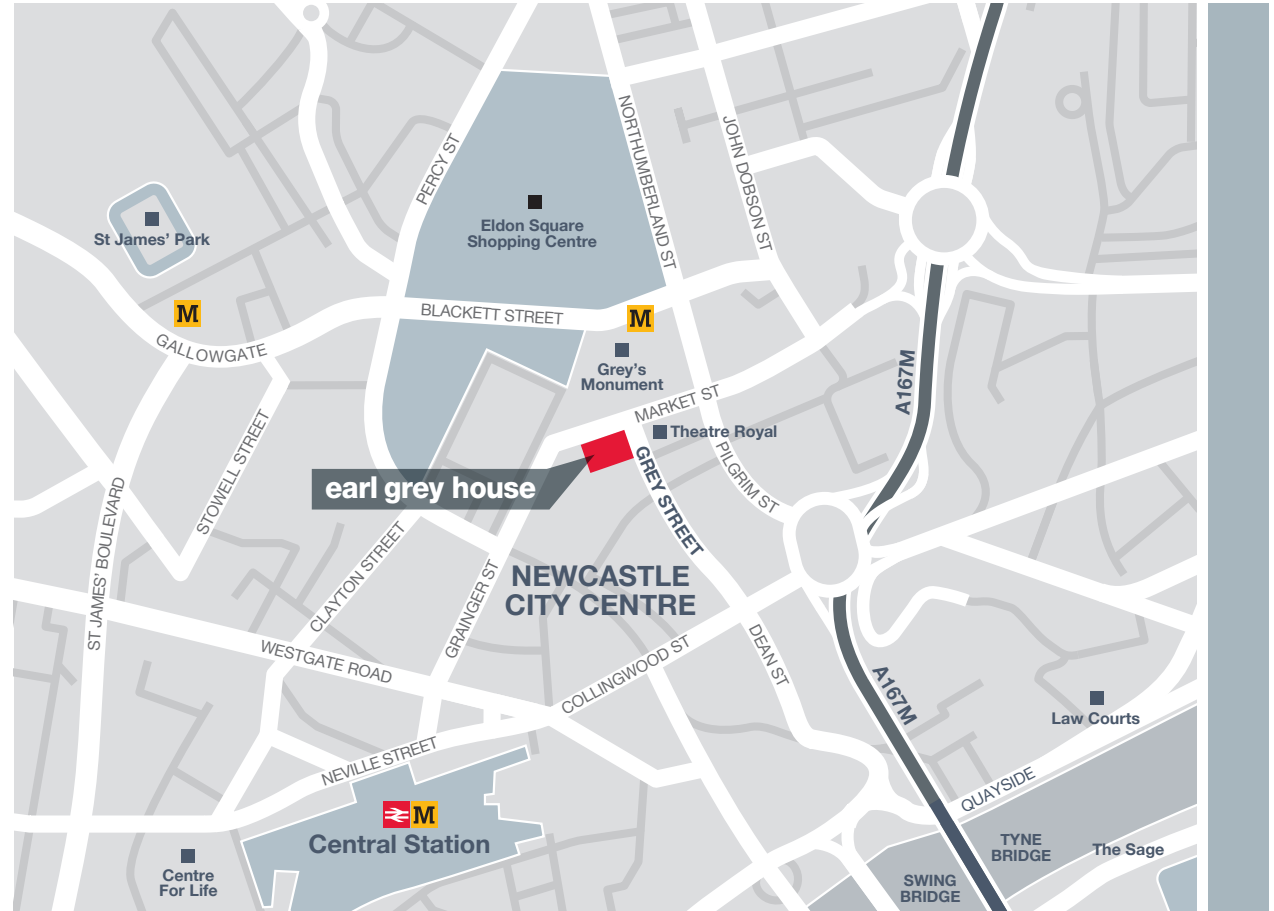 PERCY ST
NORTHUMBERLAND ST
JOHN DOBSON ST
Eldon Square
Shopping Centre
St James’ Park
M
GALLOWGATE
BLACKETT STREET
M
Grey's
Monument
MARKET ST
Theatre Royal
A167M
STOWELL STREET
ST JAMES’ BOULEVARD
earl grey house
GREY STREET
PILGRIM ST
CLAYTON STREET
GRAINGER ST
NEWCASTLE
CITY CENTRE
WESTGATE ROAD
COLLINGWOOD ST
DEAN ST
A167M
Law Courts
NEVILLE STREET
M
Central Station
QUAYSIDE
TYNE
BRIDGE
The Sage
Centre
For Life
SWING
BRIDGE